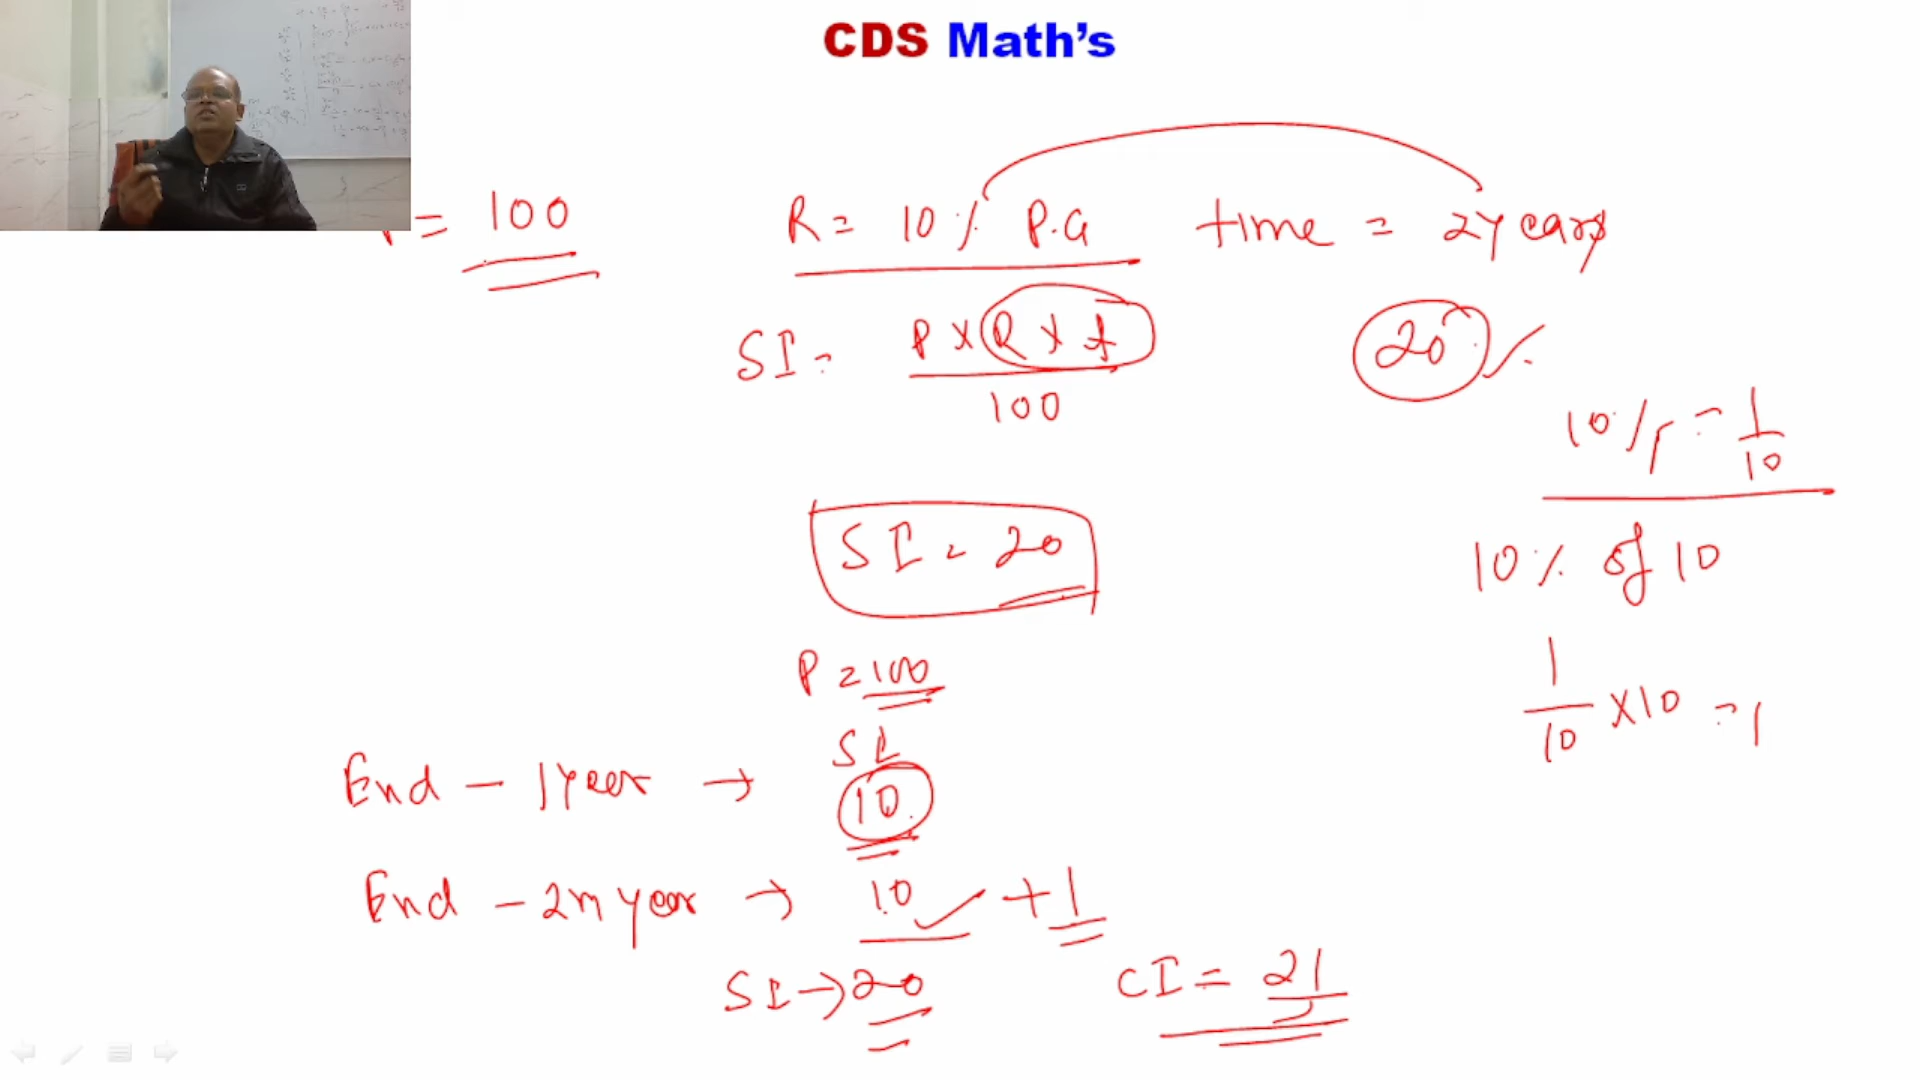 CDS Math's
= 100 R = 10% P.A time = 2years
SI = P x R x t / 100
20%
10% = 1/10
SI = 20
10% of 10
P = 100
1/10 x 10 = 1
SI
End - 1year → 10
End - 2n year → 10 + 1
SI → 20 CI = 21